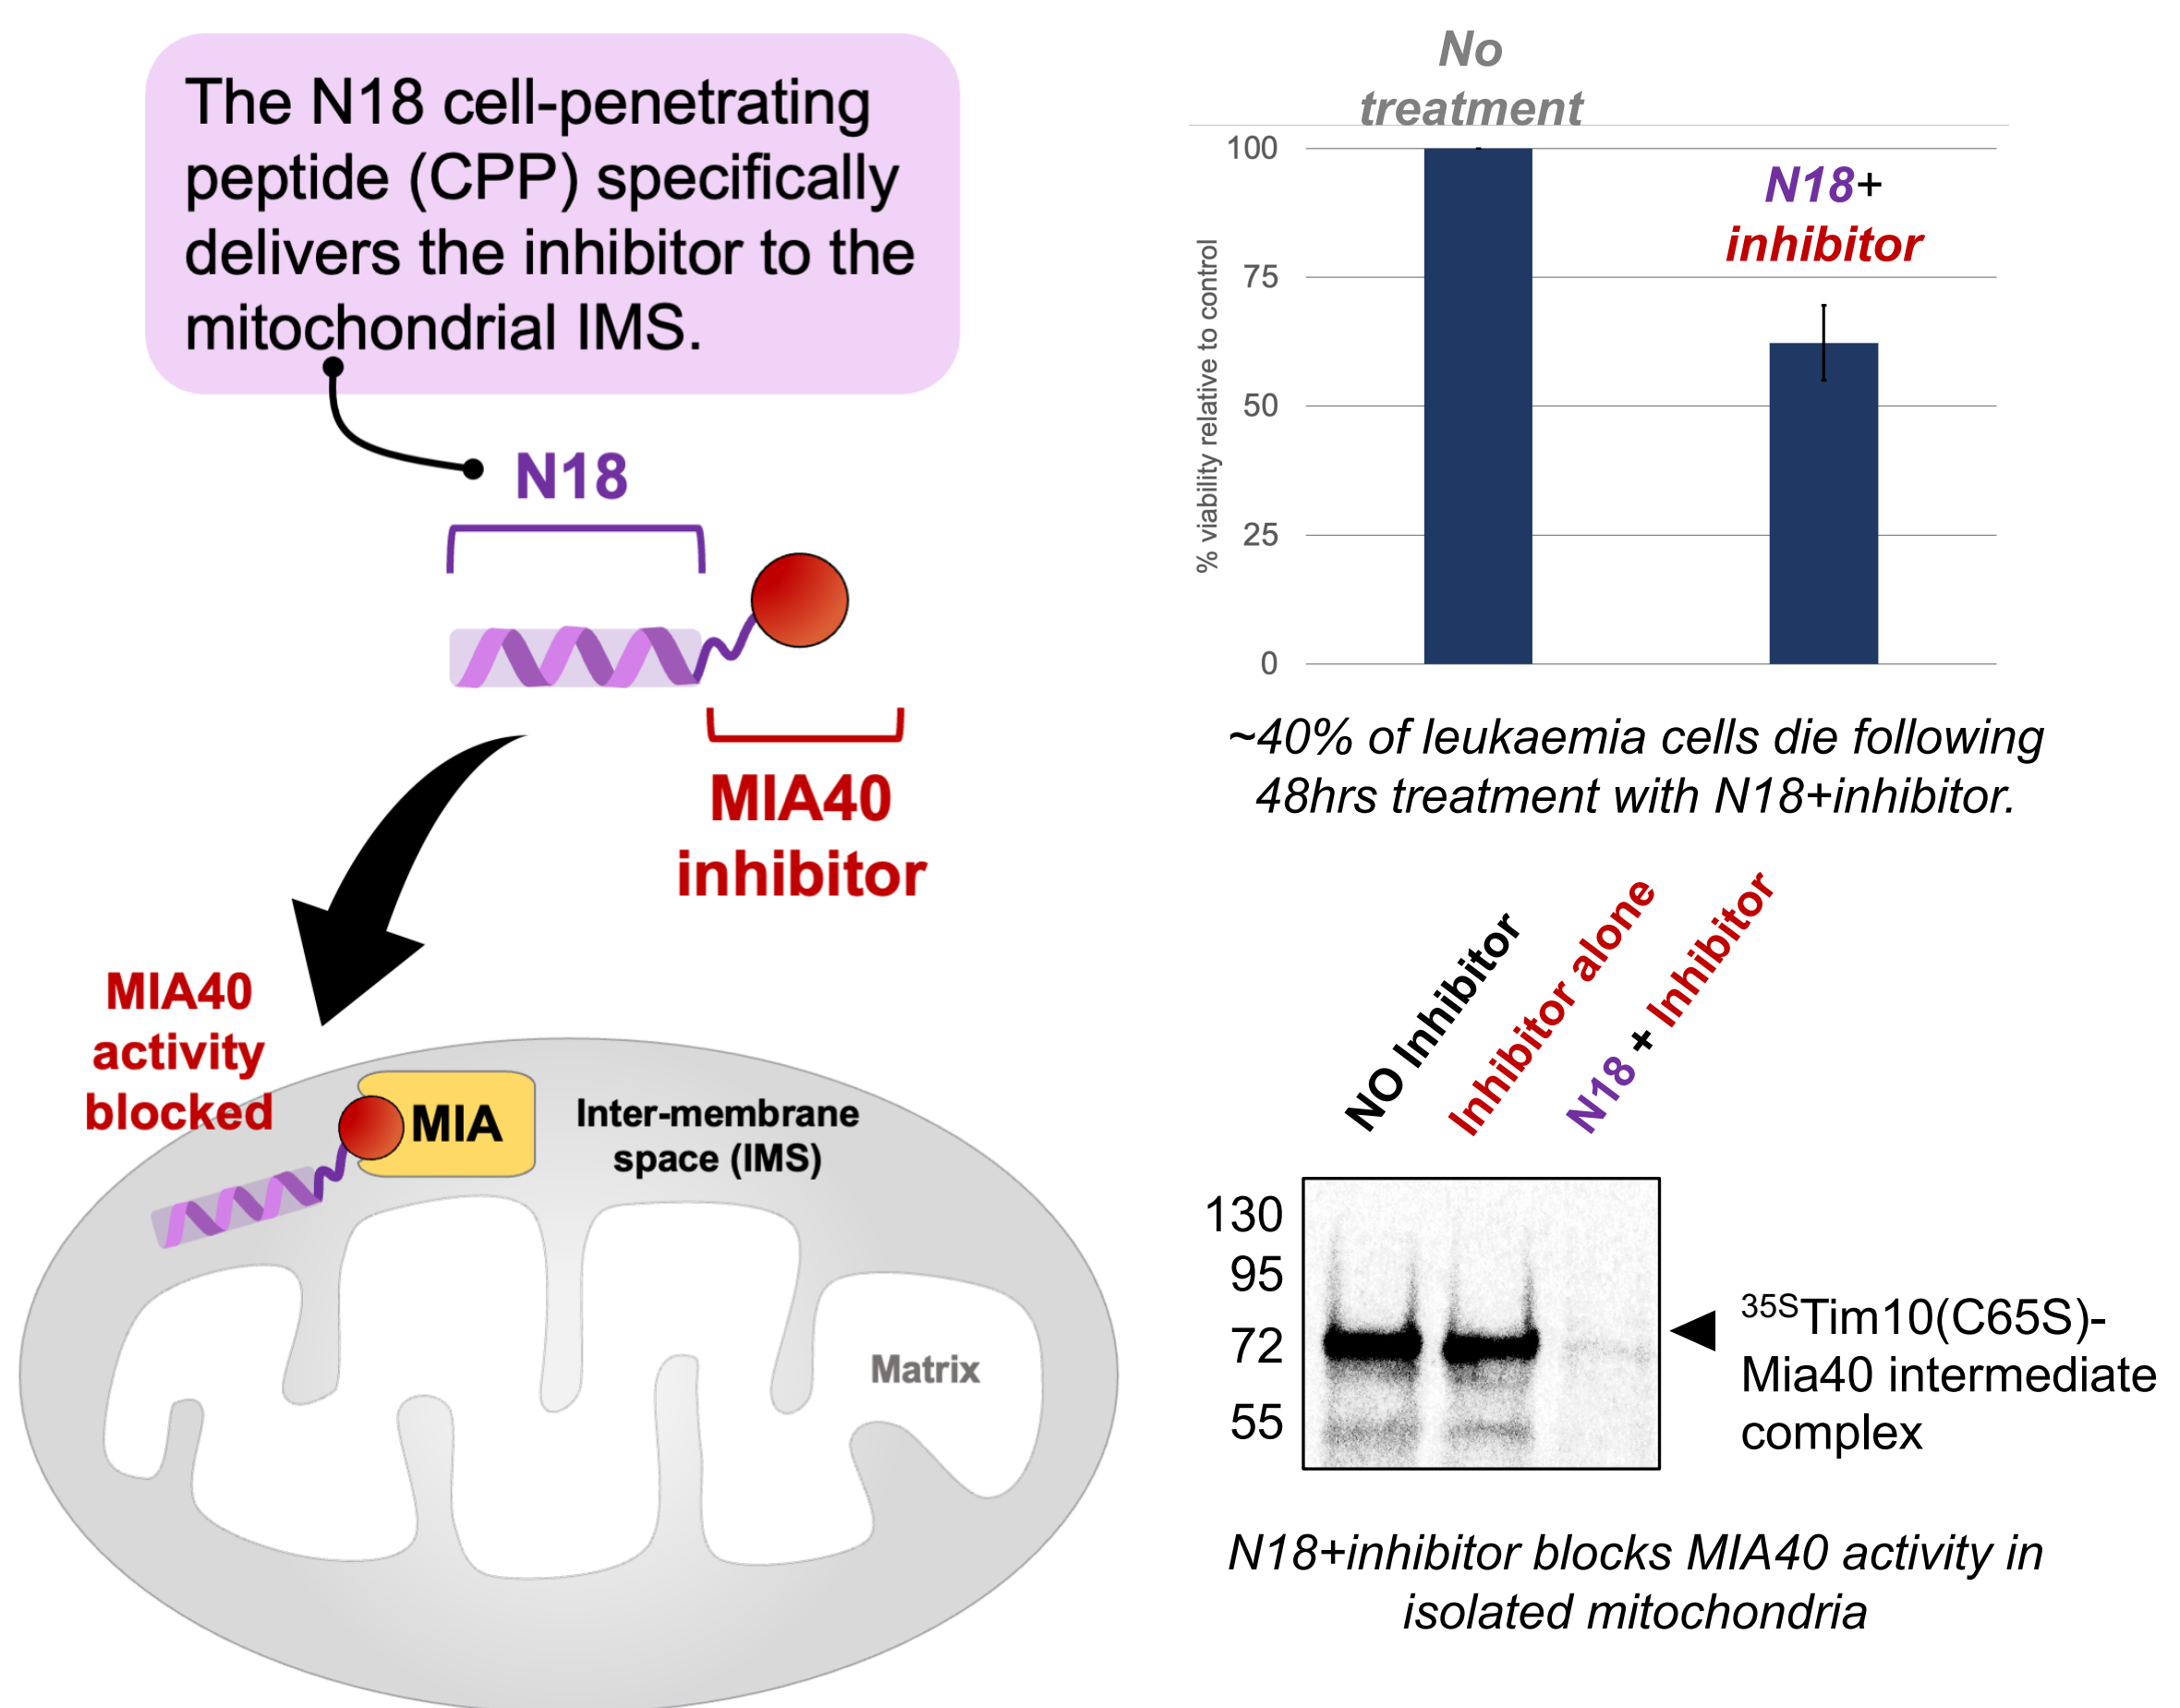 The N18 cell-penetrating
peptide (CPP) specifically
delivers the inhibitor to the
mitochondrial IMS.
N18
MIA40
inhibitor
MIA40
activity
blocked
MIA
Inter-membrane
space (IMS)
Matrix
No
treatment
N18+
inhibitor
% viability relative to control
100
75
50
25
0
~40% of leukaemia cells die following
48hrs treatment with N18+inhibitor.
NO Inhibitor
Inhibitor alone
N18 + Inhibitor
130
95
72
55
35STim10(C65S)-
Mia40 intermediate
complex
N18+inhibitor blocks MIA40 activity in
isolated mitochondria